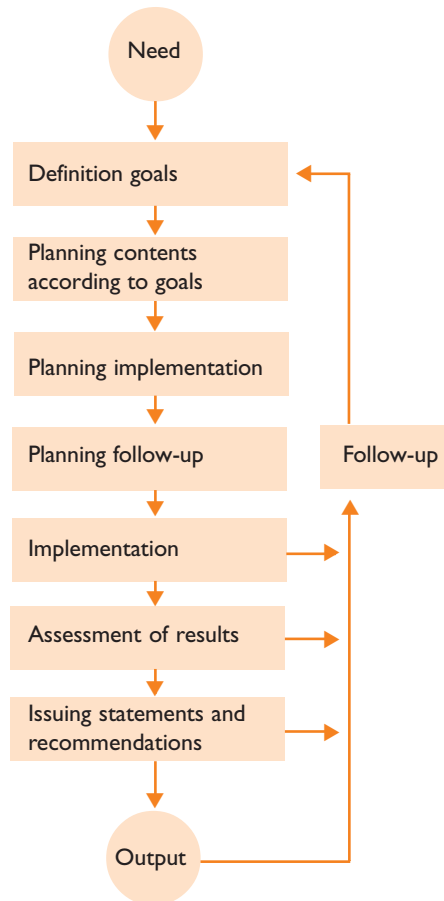 Need
Definition goals
Planning contents
according to goals
Planning implementation
Planning follow-up
Follow-up
Implementation
Assessment of results
Issuing statements and
recommendations
Output